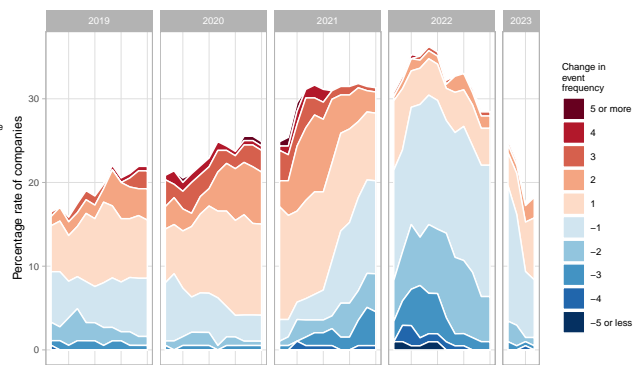 2019 2020 2021 2022 2023
Change in
event
frequency
5 or more
4
3
2
1
−1
−2
−3
−4
−5 or less
Percentage rate of companies
30
20
10
0